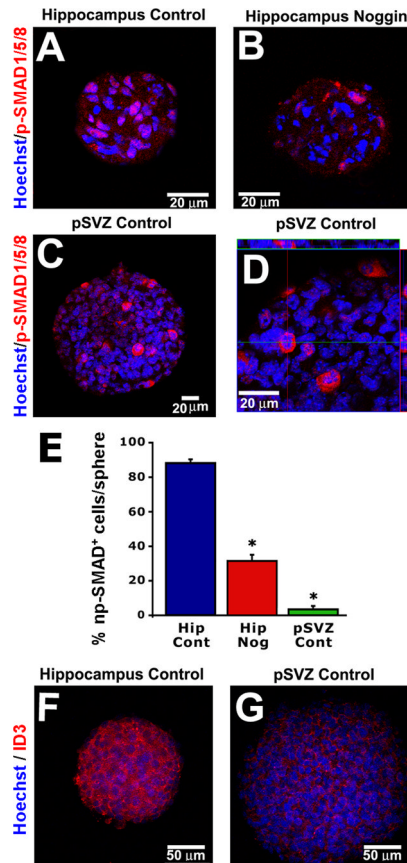 Hippocampus Control
Hippocampus Noggin
Hoechst/p-SMAD1/5/8
A
B
20 μm
20 μm
pSVZ Control
pSVZ Control
Hoechst/p-SMAD1/5/8
C
D
20 μm
20 μm
E
% np-SMAD+ cells/sphere
100
80
60
40
20
0
*
*
Hip Hip pSVZ
Cont Nog Cont
Hippocampus Control
pSVZ Control
Hoechst / ID3
F
G
50 μm
50 μm